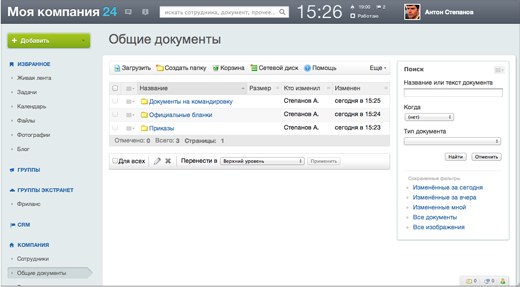 Моя компания 24
искать сотрудника, документ, прочее...
15:26
19:00 2
Работаю
Антон Степанов
Добавить
ИЗБРАННОЕ
Живая лента
Задачи
Календарь
Файлы
Фотографии
Блог
ГРУППЫ
ГРУППЫ ЭКСТРАНЕТ
Фриланс
CRM
КОМПАНИЯ
Сотрудники
Общие документы
Общие документы
Загрузить Создать папку Корзина Сетевой диск Помощь Еще
Название Размер Кто изменил Изменен
Документы на командировку Степанов А. сегодня в 15:25
Официальные бланки Степанов А. сегодня в 15:24
Приказы Степанов А. сегодня в 15:23
Отмечено: 0 Всего: 3 Страницы: 1
Для всех Перенести в Верхний уровень Применить
Поиск
Название или текст документа
Когда
(нет)
Тип документа
Найти Отменить
Сохраненные фильтры
Изменённые за сегодня
Изменённые за вчера
Измененные мной
Все документы
Все изображения
0 0